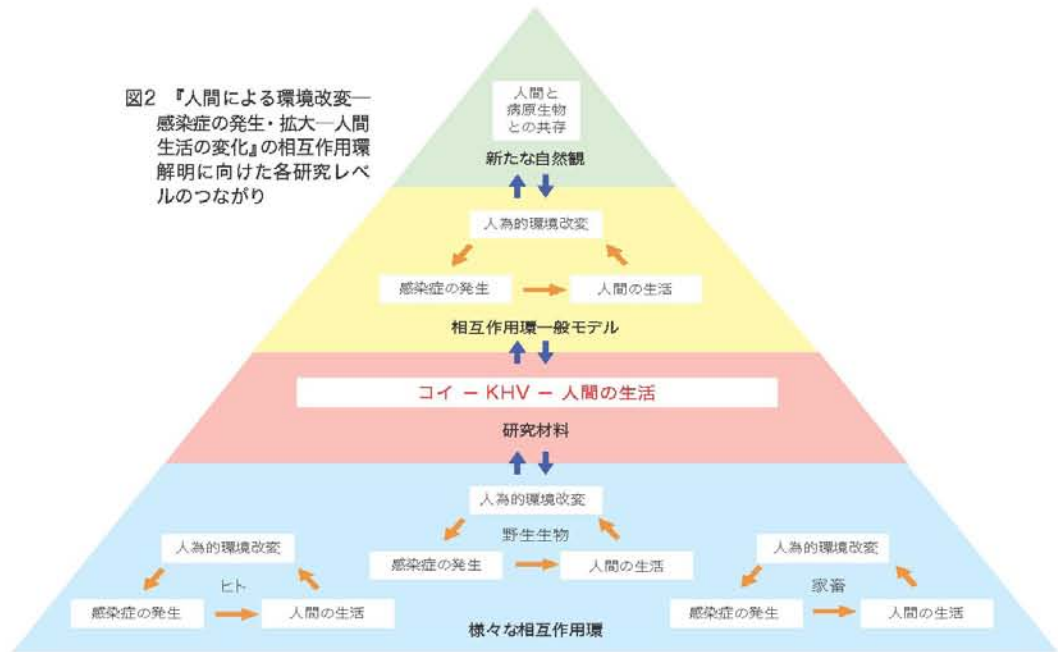 図2 『人間による環境改変―
感染症の発生・拡大―人間
生活の変化』の相互作用環
解明に向けた各研究レベ
ルのつながり
人間と
病原生物
との共存
新たな自然観
人為的環境改変
感染症の発生
人間の生活
相互作用環一般モデル
コイ － KHV － 人間の生活
研究材料
人為的環境改変
野生生物
感染症の発生
人間の生活
人為的環境改変
ヒト
感染症の発生
人間の生活
人為的環境改変
家畜
感染症の発生
人間の生活
様々な相互作用環